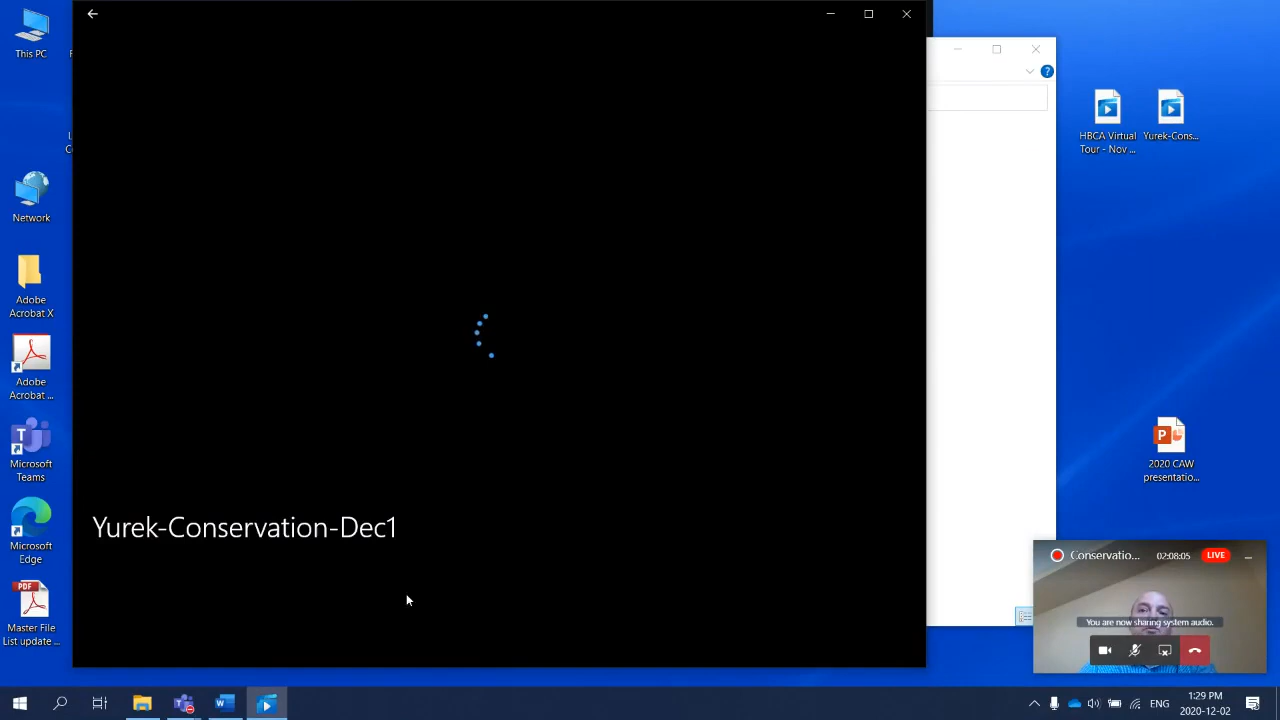 This PC
Network
Adobe
Acrobat X
Adobe
Acrobat ...
Microsoft
Teams
Microsoft
Edge
PDF
Master File
List update ...
Yurek-Conservation-Dec1
?
HBCA Virtual
Tour - Nov ...
Yurek-Cons...
P
2020 CAW
presentatio...
Conservatio...
02:08:05
LIVE
You are now sharing system audio.
ENG
1:29 PM
2020-12-02